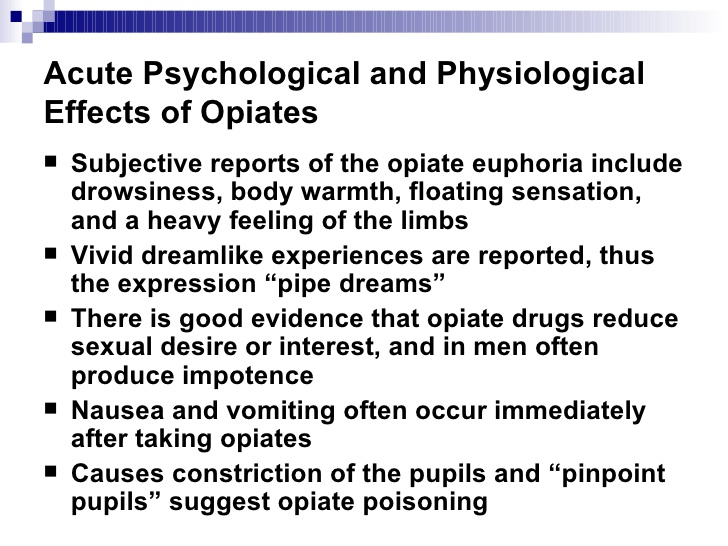 Acute Psychological and Physiological
Effects of Opiates
Subjective reports of the opiate euphoria include
drowsiness, body warmth, floating sensation,
and a heavy feeling of the limbs
Vivid dreamlike experiences are reported, thus
the expression “pipe dreams”
There is good evidence that opiate drugs reduce
sexual desire or interest, and in men often
produce impotence
Nausea and vomiting often occur immediately
after taking opiates
Causes constriction of the pupils and “pinpoint
pupils” suggest opiate poisoning